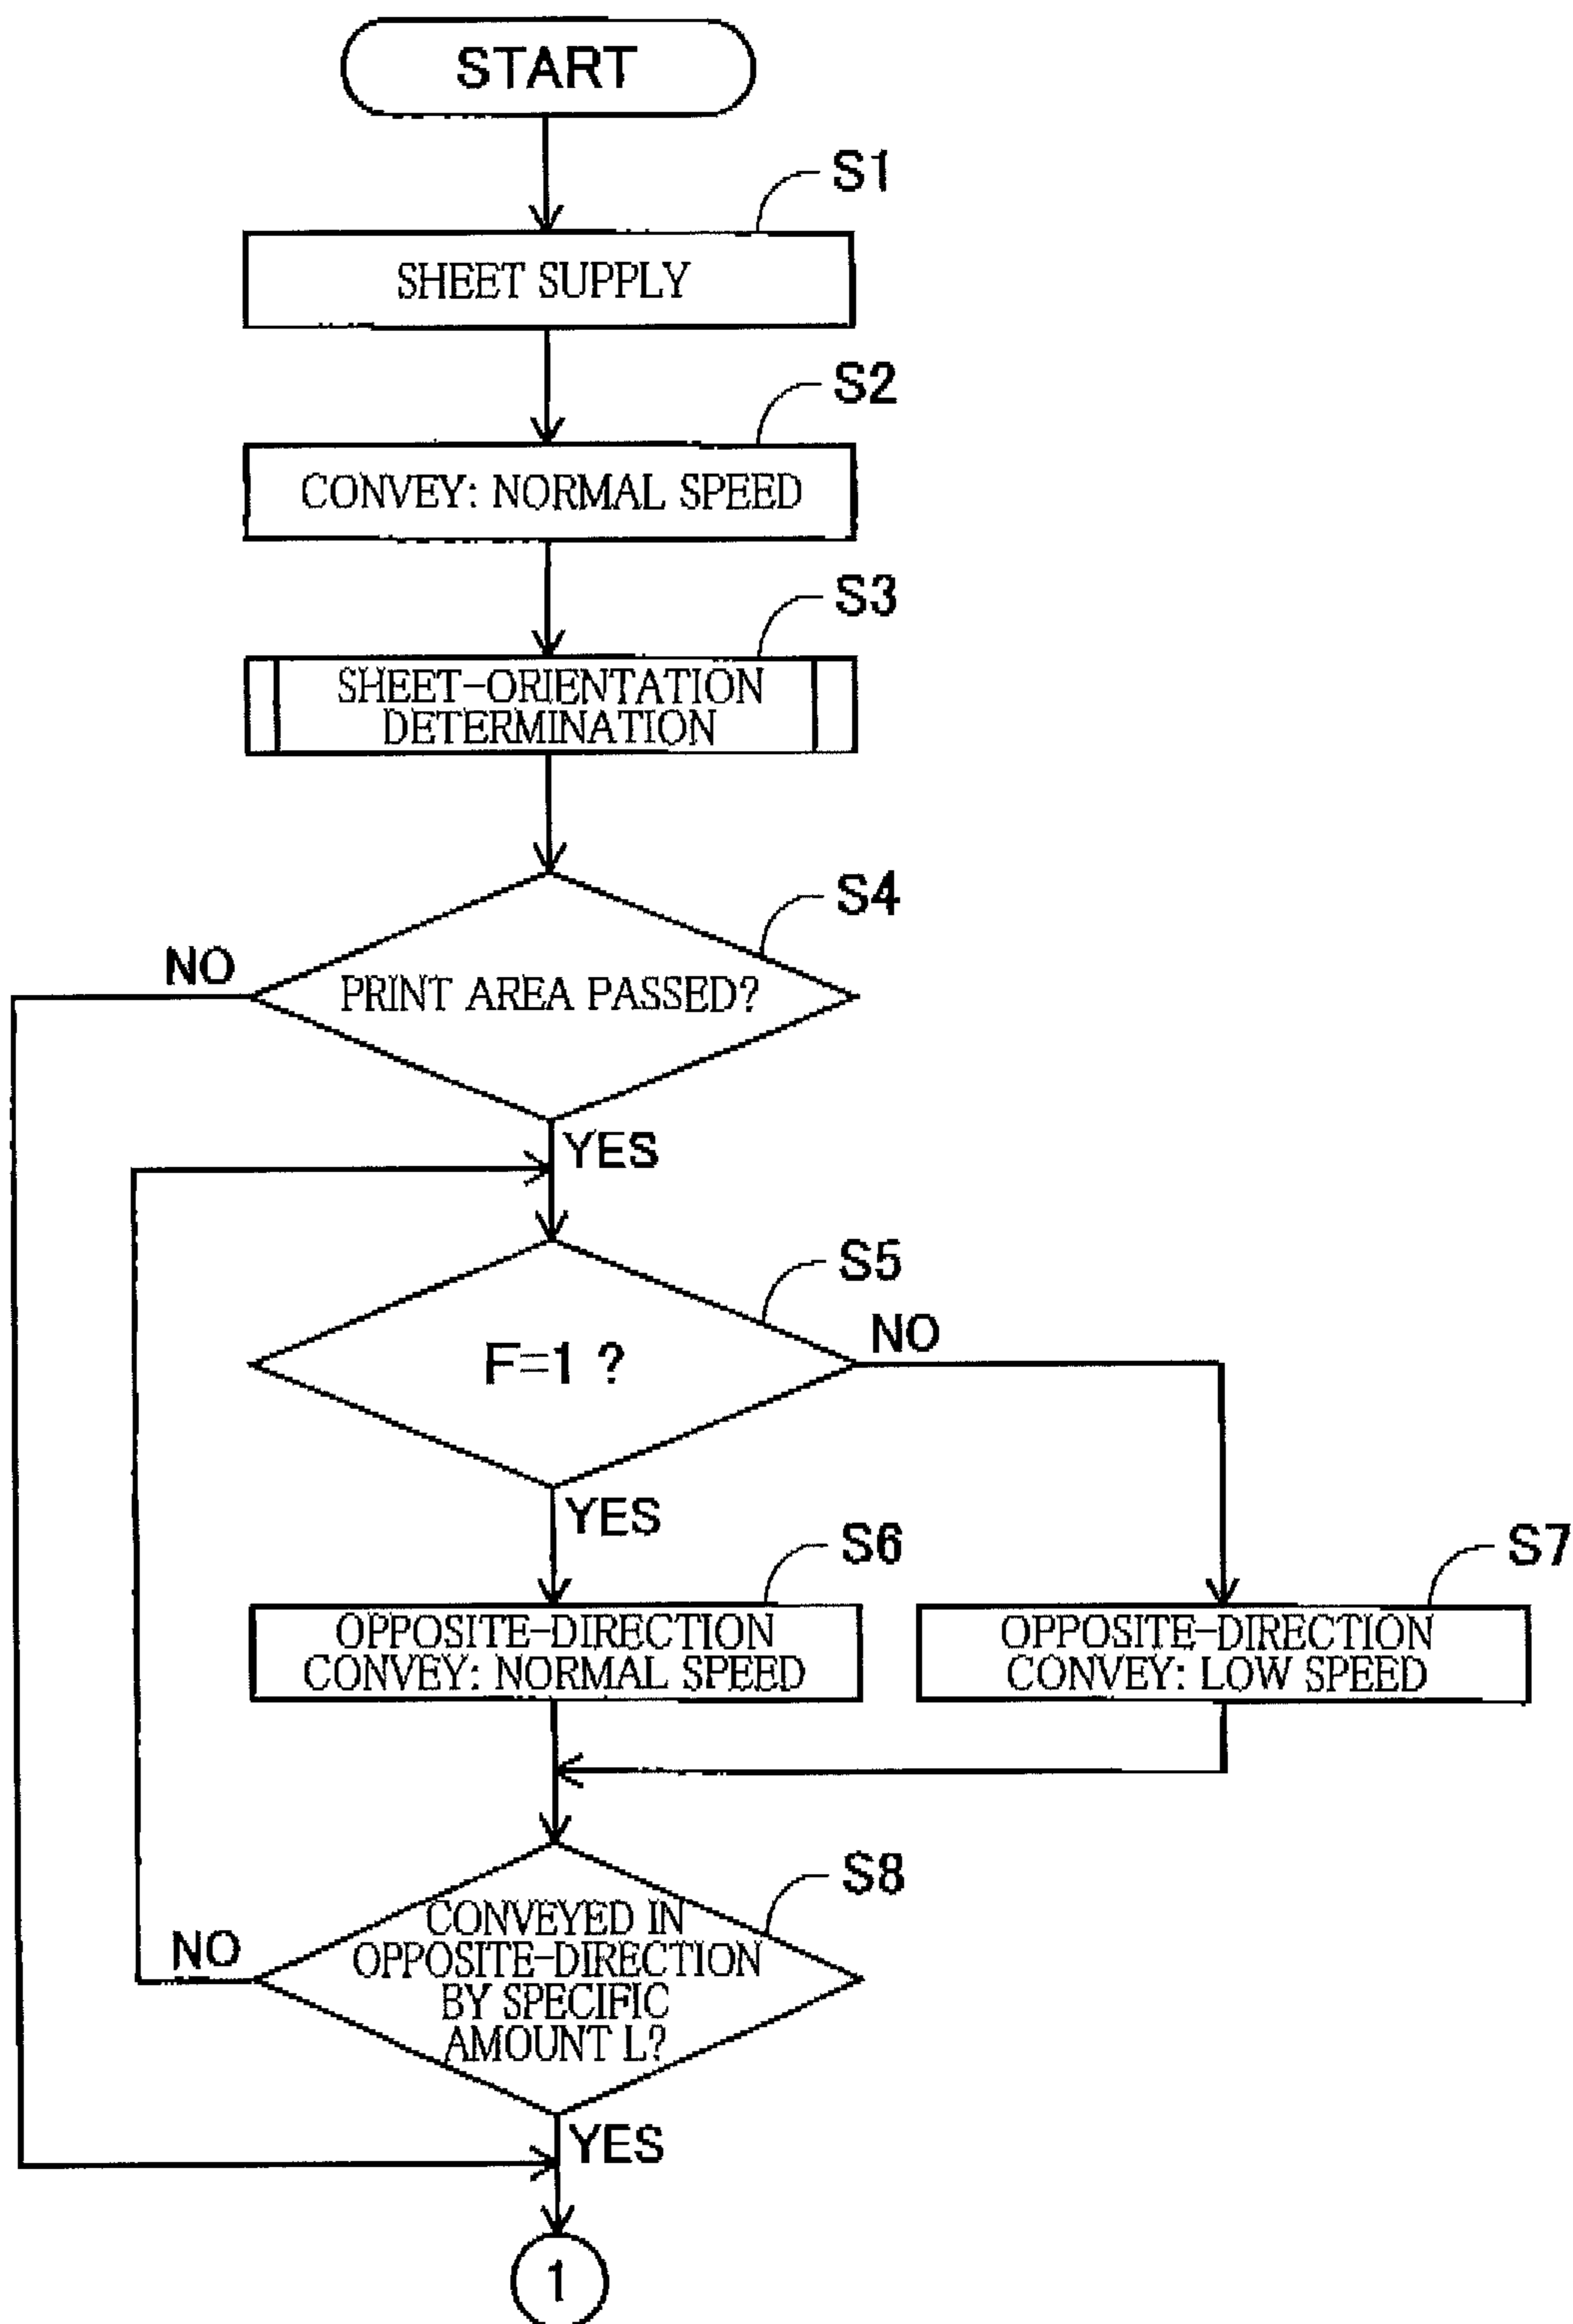 START
S1
SHEET SUPPLY
S2
CONVEY: NORMAL SPEED
S3
SHEET-ORIENTATION
DETERMINATION
S4
NO
PRINT AREA PASSED?
YES
S5
NO
F=1 ?
YES
S6
S7
OPPOSITE-DIRECTION
CONVEY: NORMAL SPEED
OPPOSITE-DIRECTION
CONVEY: LOW SPEED
S8
NO
CONVEYED IN
OPPOSITE-DIRECTION
BY SPECIFIC
AMOUNT L?
YES
1